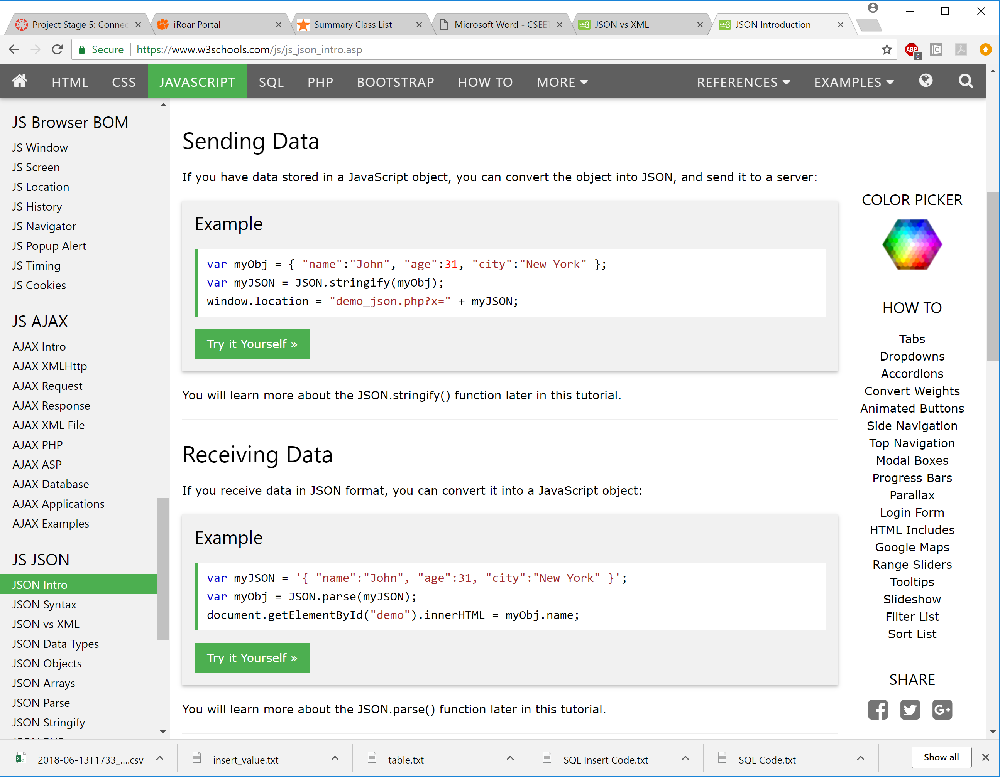 Project Stage 5: Connec
iRoar Portal
Summary Class List
Microsoft Word - CSEET
JSON vs XML
JSON Introduction
Secure
https://www.w3schools.com/js/js_json_intro.asp
ABP
6
HTML
CSS
JAVASCRIPT
SQL
PHP
BOOTSTRAP
HOW TO
MORE
REFERENCES
EXAMPLES
JS Browser BOM
JS Window
JS Screen
JS Location
JS History
JS Navigator
JS Popup Alert
JS Timing
JS Cookies
JS AJAX
AJAX Intro
AJAX XMLHttp
AJAX Request
AJAX Response
AJAX XML File
AJAX PHP
AJAX ASP
AJAX Database
AJAX Applications
AJAX Examples
JS JSON
JSON Intro
JSON Syntax
JSON vs XML
JSON Data Types
JSON Objects
JSON Arrays
JSON Parse
JSON Stringify
Sending Data
If you have data stored in a JavaScript object, you can convert the object into JSON, and send it to a server:
Example
var myObj = { "name":"John", "age":31, "city":"New York" };
var myJSON = JSON.stringify(myObj);
window.location = "demo_json.php?x=" + myJSON;
Try it Yourself »
You will learn more about the JSON.stringify() function later in this tutorial.
Receiving Data
If you receive data in JSON format, you can convert it into a JavaScript object:
Example
var myJSON = '{ "name":"John", "age":31, "city":"New York" }';
var myObj = JSON.parse(myJSON);
document.getElementById("demo").innerHTML = myObj.name;
Try it Yourself »
You will learn more about the JSON.parse() function later in this tutorial.
COLOR PICKER
HOW TO
Tabs
Dropdowns
Accordions
Convert Weights
Animated Buttons
Side Navigation
Top Navigation
Modal Boxes
Progress Bars
Parallax
Login Form
HTML Includes
Google Maps
Range Sliders
Tooltips
Slideshow
Filter List
Sort List
SHARE
2018-06-13T1733_....csv
insert_value.txt
table.txt
SQL Insert Code.txt
SQL Code.txt
Show all